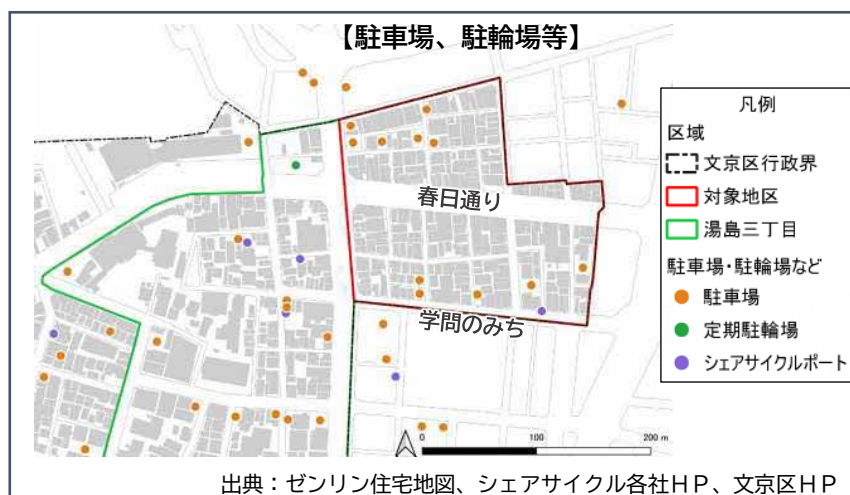 【駐車場、駐輪場等】
春日通り
学問のみち
凡例
区域
文京区行政界
対象地区
湯島三丁目
駐車場・駐輪場など
駐車場
定期駐輪場
シェアサイクルポート
0 100 200 m
出典：ゼンリン住宅地図、シェアサイクル各社ＨＰ、文京区ＨＰ